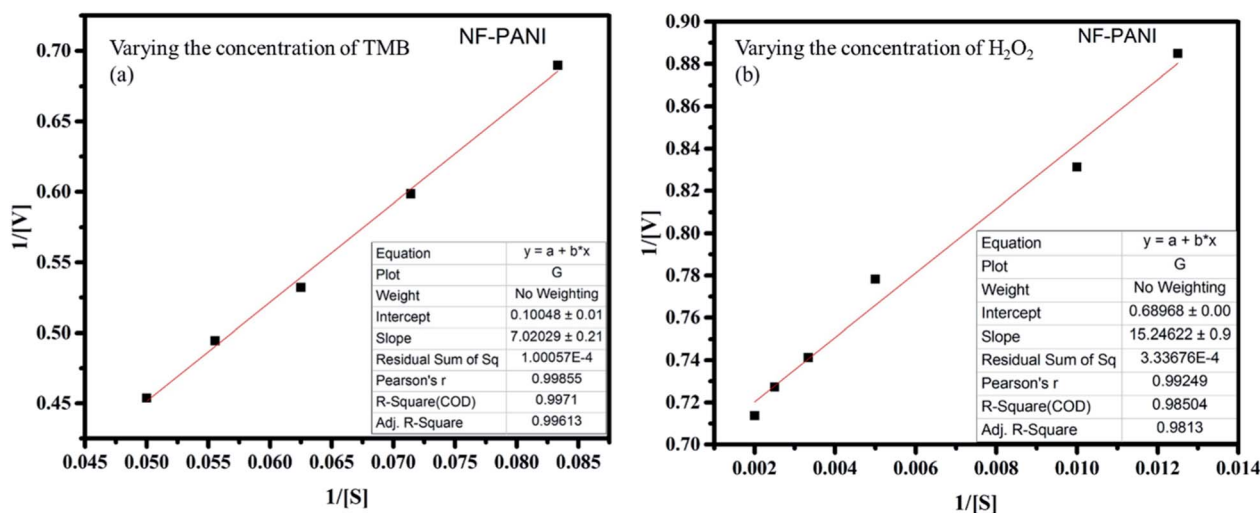 Varying the concentration of TMB
NF-PANI
(a)
1/[V]
0.70
0.65
0.60
0.55
0.50
0.45
Equation y = a + b*x
Plot G
Weight No Weighting
Intercept 0.10048 ± 0.01
Slope 7.02029 ± 0.21
Residual Sum of Sq 1.00057E-4
Pearson's r 0.99855
R-Square(COD) 0.9971
Adj. R-Square 0.99613
0.045 0.050 0.055 0.060 0.065 0.070 0.075 0.080 0.085
1/[S]
Varying the concentration of H₂O₂
NF-PANI
(b)
1/[V]
0.90
0.88
0.86
0.84
0.82
0.80
0.78
0.76
0.74
0.72
0.70
Equation y = a + b*x
Plot G
Weight No Weighting
Intercept 0.68968 ± 0.00
Slope 15.24622 ± 0.9
Residual Sum of Sq 3.33676E-4
Pearson's r 0.99249
R-Square(COD) 0.98504
Adj. R-Square 0.9813
0.002 0.004 0.006 0.008 0.010 0.012 0.014
1/[S]